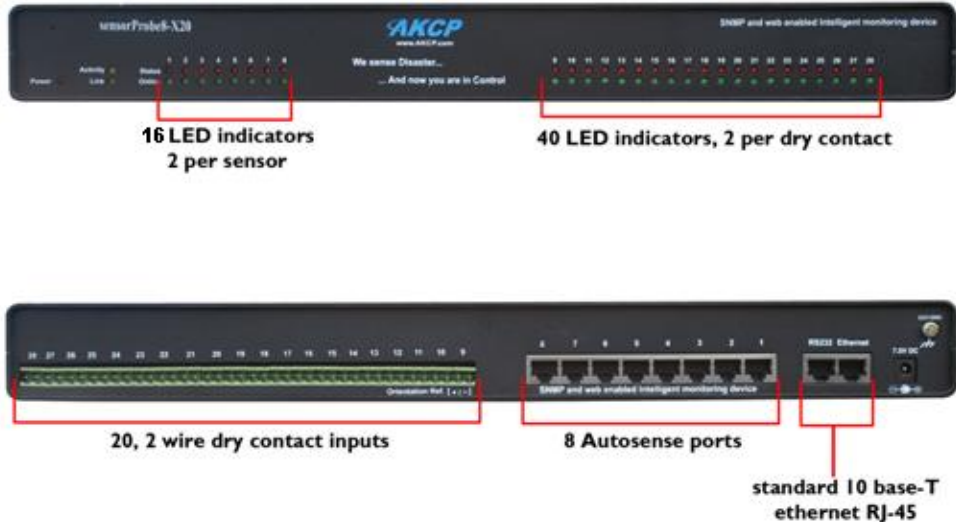 sensorProbe8-X20
AKCP
www.AKCP.com
SNMP and web enabled intelligent monitoring device
We sense Disaster...
... And now you are in Control
Power
Activity
Link
Status
Online
1 2 3 4 5 6 7 8
9 10 11 12 13 14 15 16 17 18 19 20 21 22 23 24 25 26 27 28
16 LED indicators
2 per sensor
40 LED indicators, 2 per dry contact
28 27 26 25 24 23 22 21 20 19 18 17 16 15 14 13 12 11 10 9
Orientation Ref. [+|-]
8 7 6 5 4 3 2 1
SNMP and web enabled intelligent monitoring device
RS232 Ethernet
7.5V DC
20, 2 wire dry contact inputs
8 Autosense ports
standard 10 base-T
ethernet RJ-45